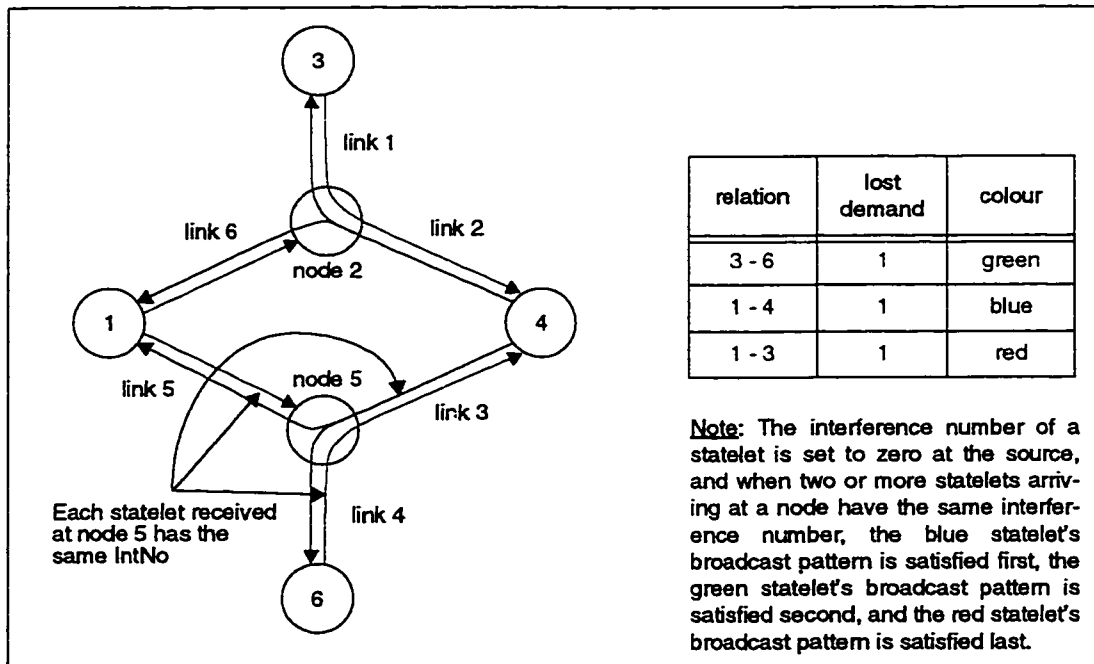 3
link 1
link 6
link 2
node 2
1
4
node 5
link 5
link 3
Each statelet received
at node 5 has the
same IntNo
link 4
6
relation lost demand colour
3 - 6 1 green
1 - 4 1 blue
1 - 3 1 red
Note: The interference number of a
statelet is set to zero at the source,
and when two or more statelets arriv-
ing at a node have the same interfer-
ence number, the blue statelet's
broadcast pattern is satisfied first, the
green statelet's broadcast pattern is
satisfied second, and the red statelet's
broadcast pattern is satisfied last.